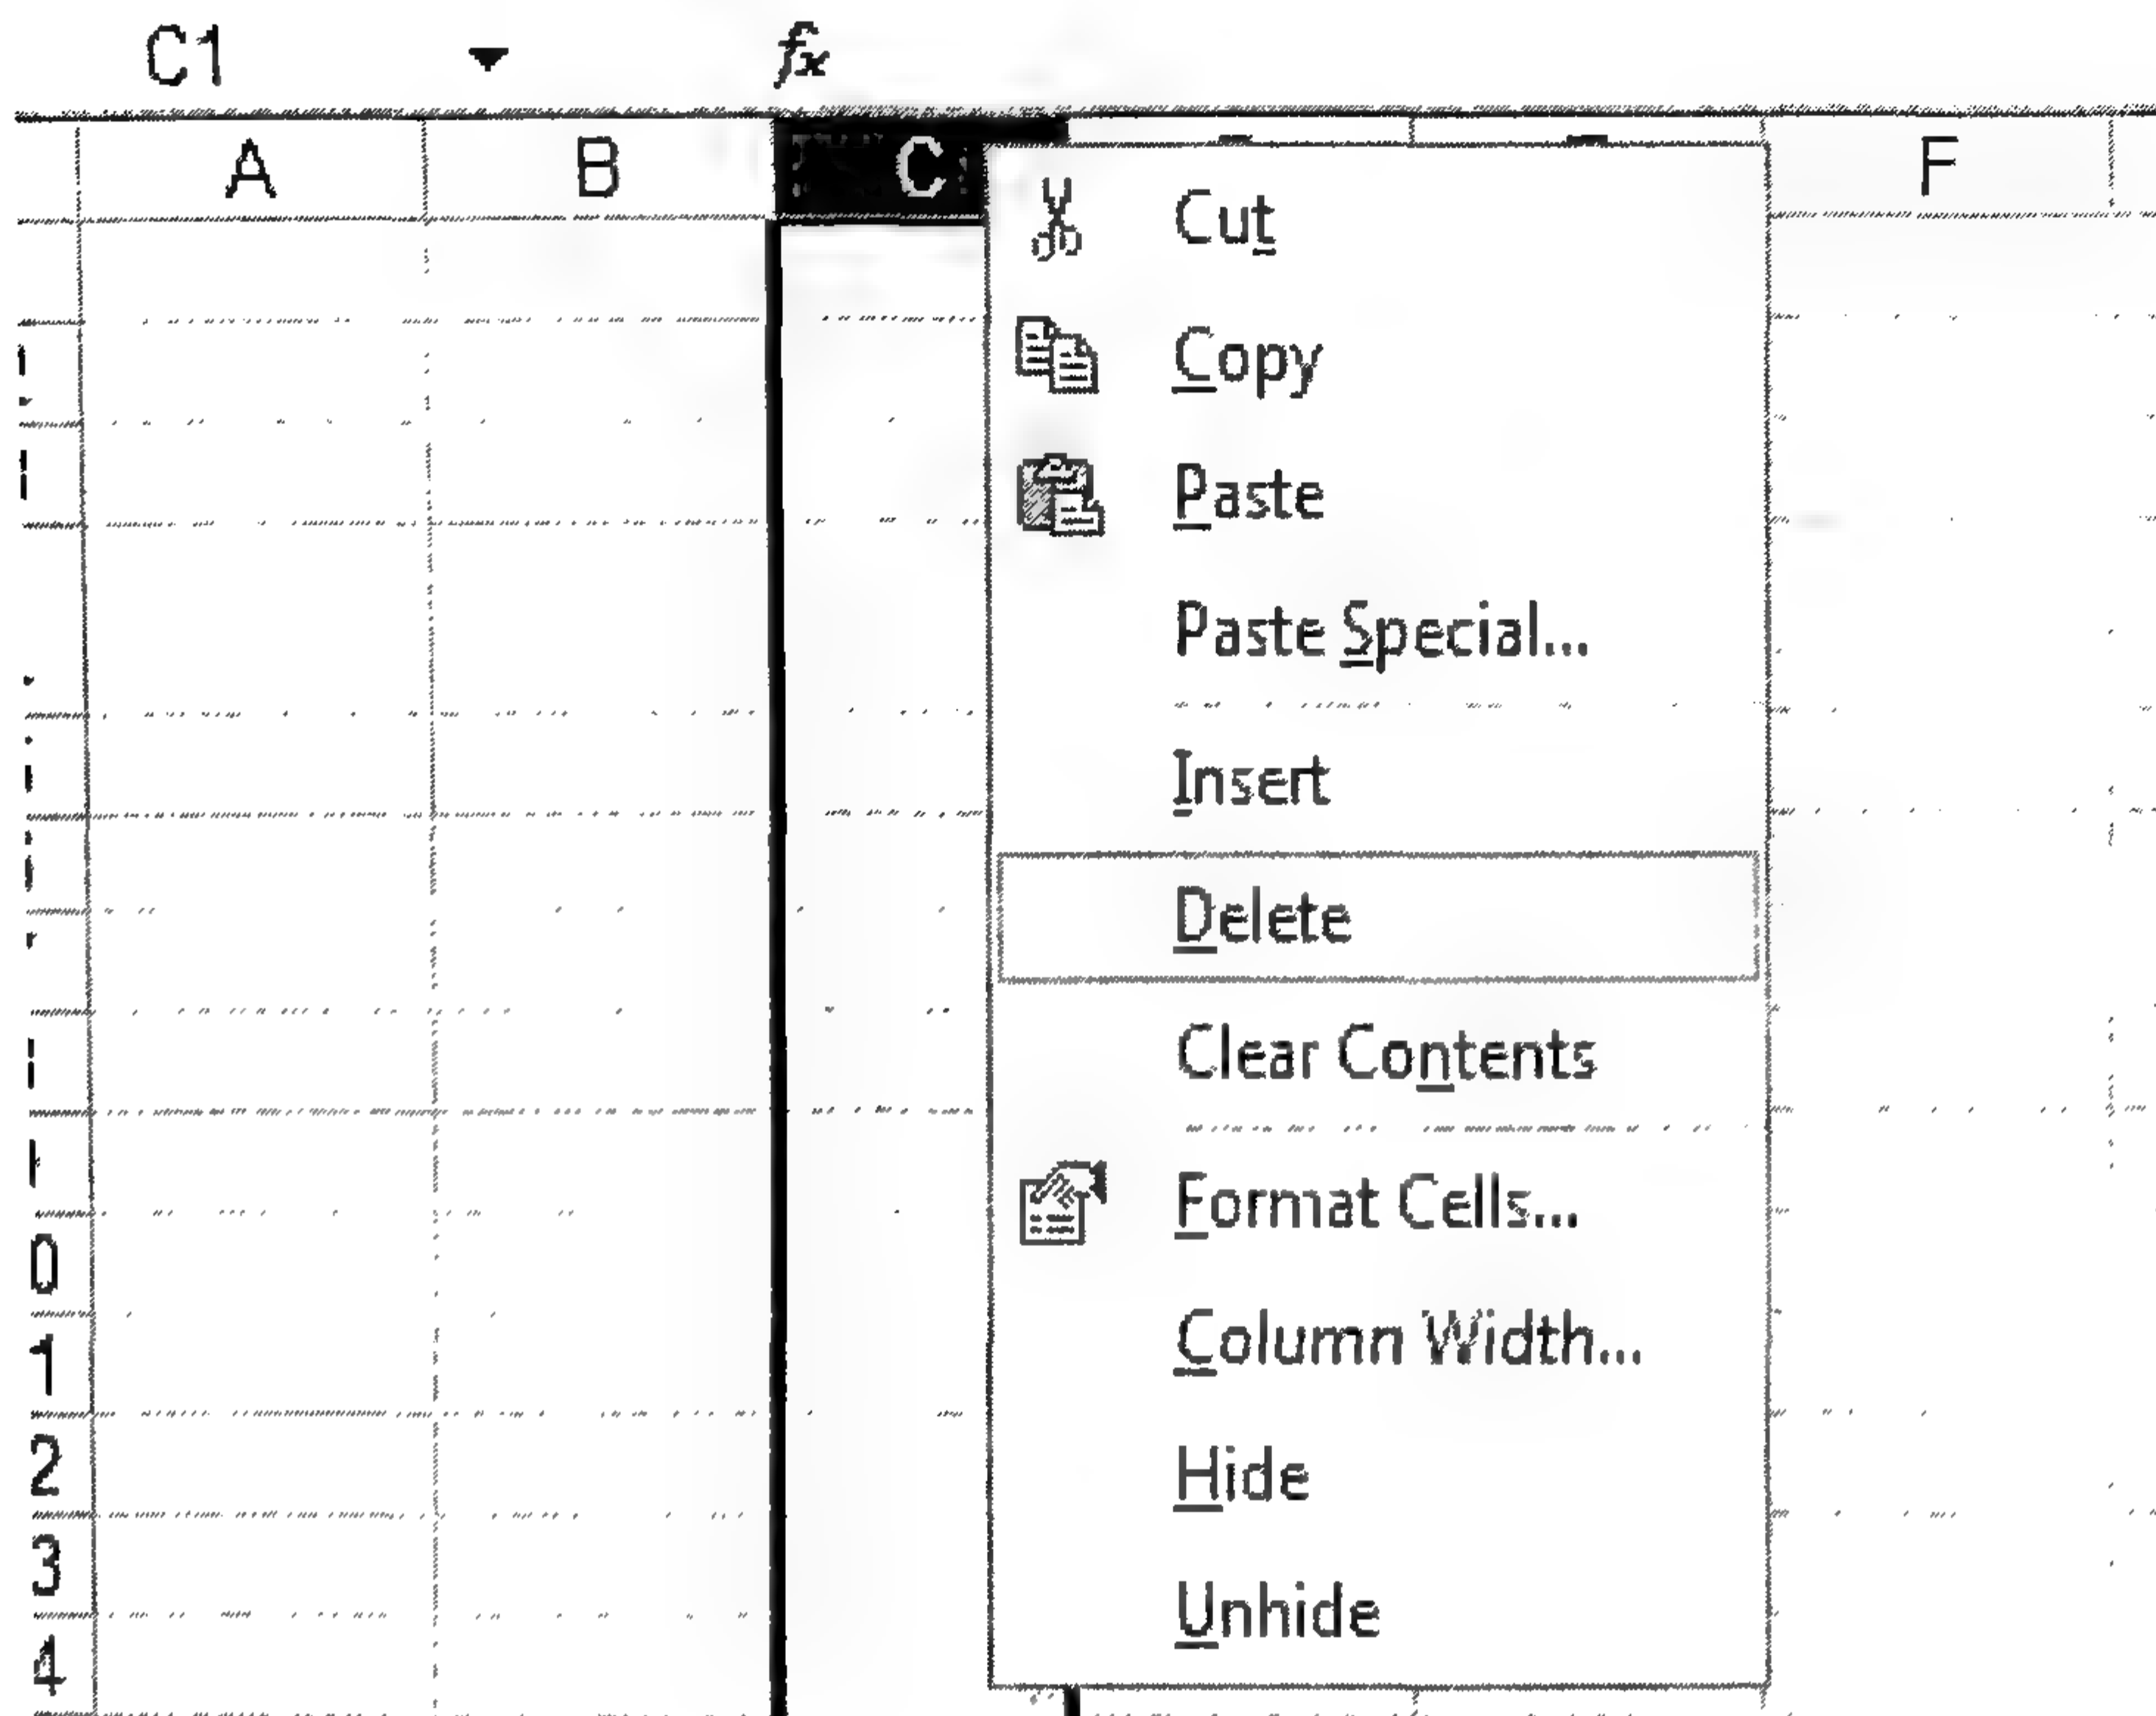 C1 fx
A B C F
Cut
Copy
Paste
Paste Special...
Insert
Delete
Clear Contents
Format Cells...
0
Column Width...
1
2
Hide
3
Unhide
4